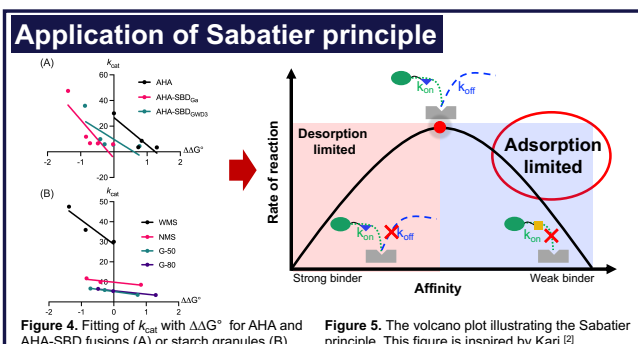 Application of Sabatier principle
(A)
kcat
60
40
20
-20
-2
-1
0
1
2
ΔΔG°
AHA
AHA-SBDGa
AHA-SBDGWD3
(B)
kcat
50
40
30
20
10
-2
-1
0
1
2
ΔΔG°
WMS
NMS
G-50
G-80
Figure 4. Fitting of kcat with ΔΔG° for AHA and
AHA-SBD fusions (A) or starch granules (B)
Rate of reaction
kon
koff
Desorption
limited
Adsorption
limited
kon
koff
kon
Strong binder
Weak binder
Affinity
Figure 5. The volcano plot illustrating the Sabatier
principle. This figure is inspired by Kari [2]